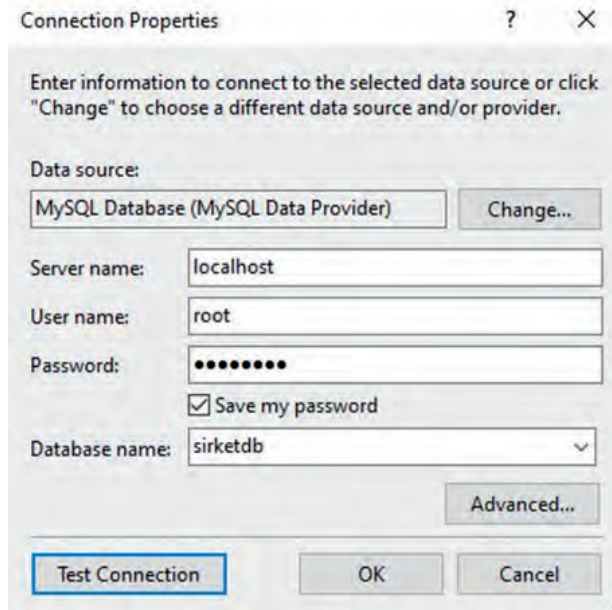 Connection Properties ? ×
Enter information to connect to the selected data source or click
"Change" to choose a different data source and/or provider.
Data source:
MySQL Database (MySQL Data Provider) Change...
Server name: localhost
User name: root
Password: ●●●●●●●●
Save my password
Database name: sirketdb
Advanced...
Test Connection OK Cancel